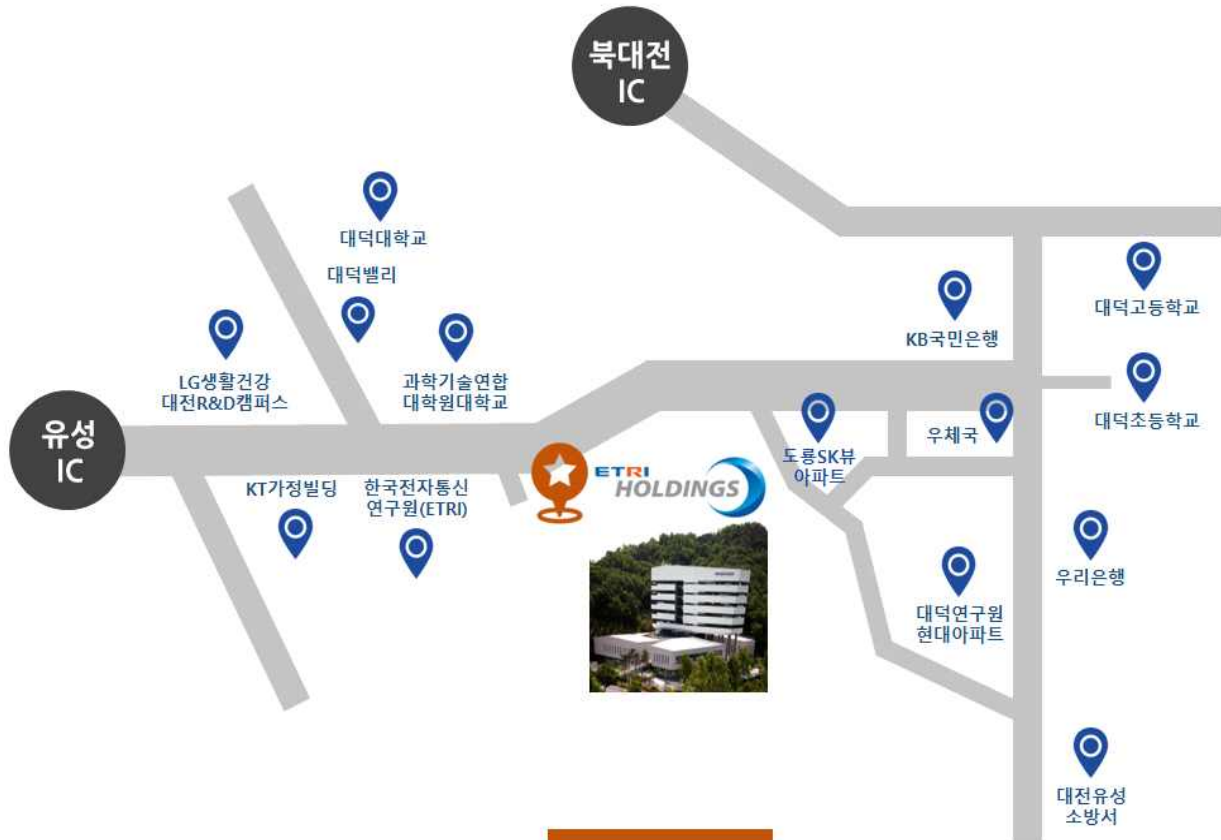 북대전
IC
대덕대학교
대덕밸리
대덕고등학교
KB국민은행
LG생활건강
대전R&D캠퍼스
과학기술연합
대학원대학교
대덕초등학교
유성
IC
우체국
도룡SK뷰
아파트
KT가정빌딩
한국전자통신
연구원(ETRI)
ETRI
HOLDINGS
우리은행
대덕연구원
현대아파트
대전유성
소방서